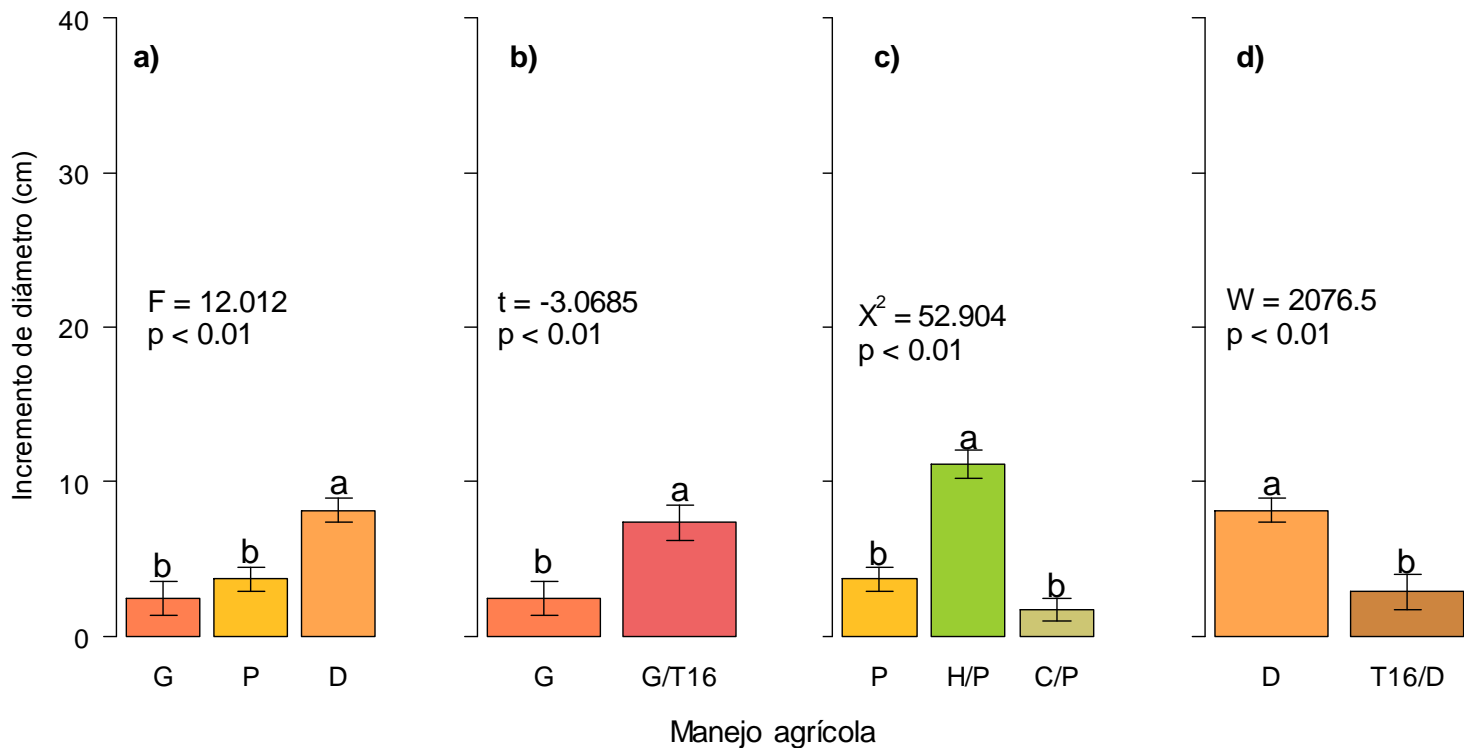 Incremento de diámetro (cm)
40
30
20
10
0
a)
F = 12.012
p < 0.01
b
b
a
G P D
b)
t = -3.0685
p < 0.01
b
a
G G/T16
c)
X² = 52.904
p < 0.01
b
a
b
P H/P C/P
d)
W = 2076.5
p < 0.01
a
b
D T16/D
Manejo agrícola